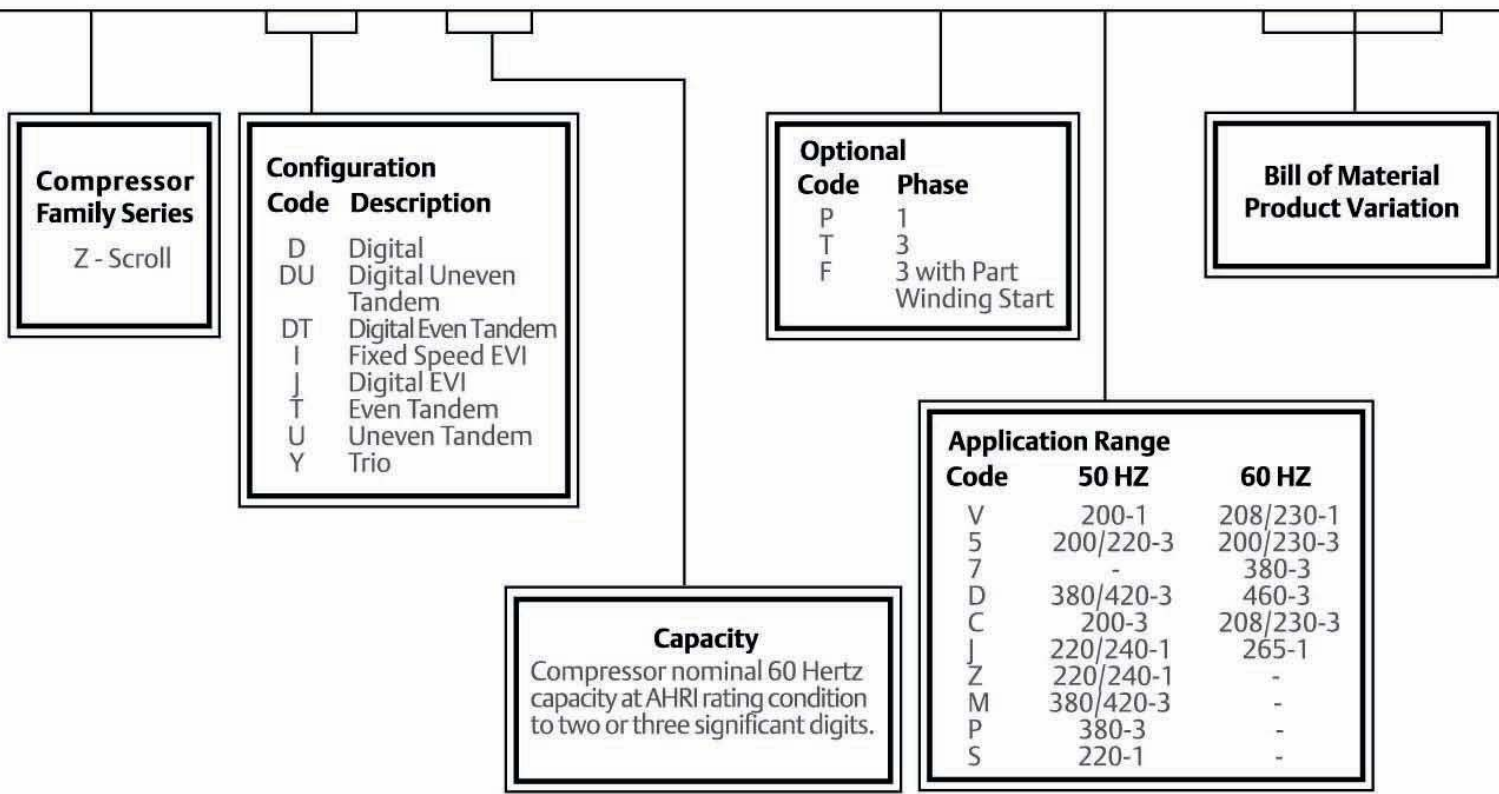 Compressor
Family Series
Z - Scroll
Configuration
Code Description
D Digital
DU Digital Uneven
Tandem
DT Digital Even Tandem
I Fixed Speed EVI
J Digital EVI
T Even Tandem
U Uneven Tandem
Y Trio
Capacity
Compressor nominal 60 Hertz
capacity at AHRI rating condition
to two or three significant digits.
Optional
Code Phase
P 1
T 3
F 3 with Part
Winding Start
Application Range
Code 50 HZ 60 HZ
V 200-1 208/230-1
5 200/220-3 200/230-3
7 - 380-3
D 380/420-3 460-3
C 200-3 208/230-3
J 220/240-1 265-1
Z 220/240-1 -
M 380/420-3 -
P 380-3 -
S 220-1 -
Bill of Material
Product Variation